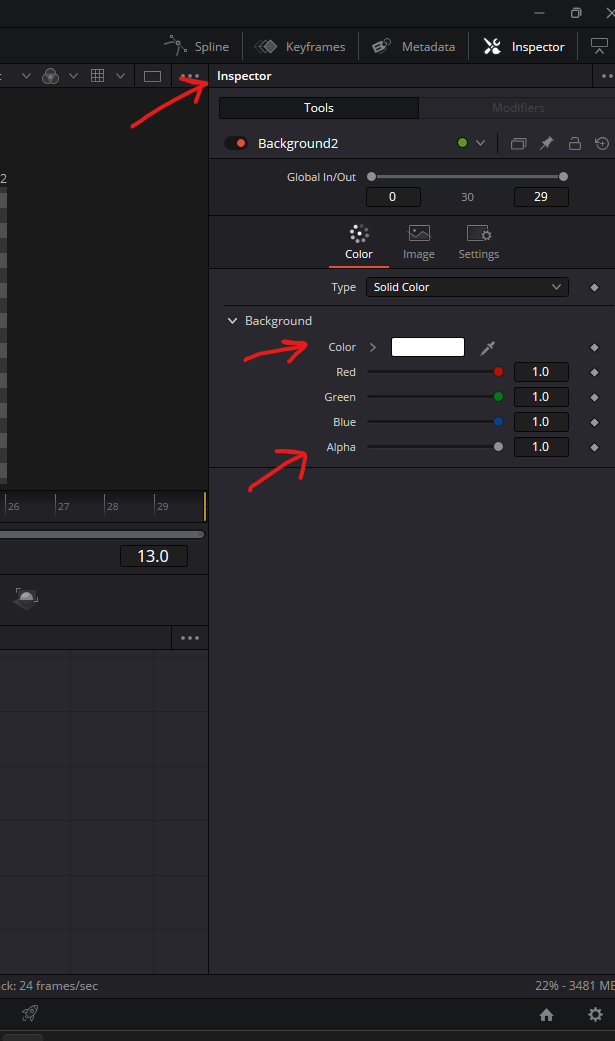 Spline Keyframes Metadata Inspector
Inspector
Tools Modifiers
Background2
2
Global In/Out
0 30 29
Color Image Settings
Type Solid Color
Background
Color
Red 1.0
Green 1.0
Blue 1.0
Alpha 1.0
26 27 28 29
13.0
ck: 24 frames/sec 22% - 3481 ME